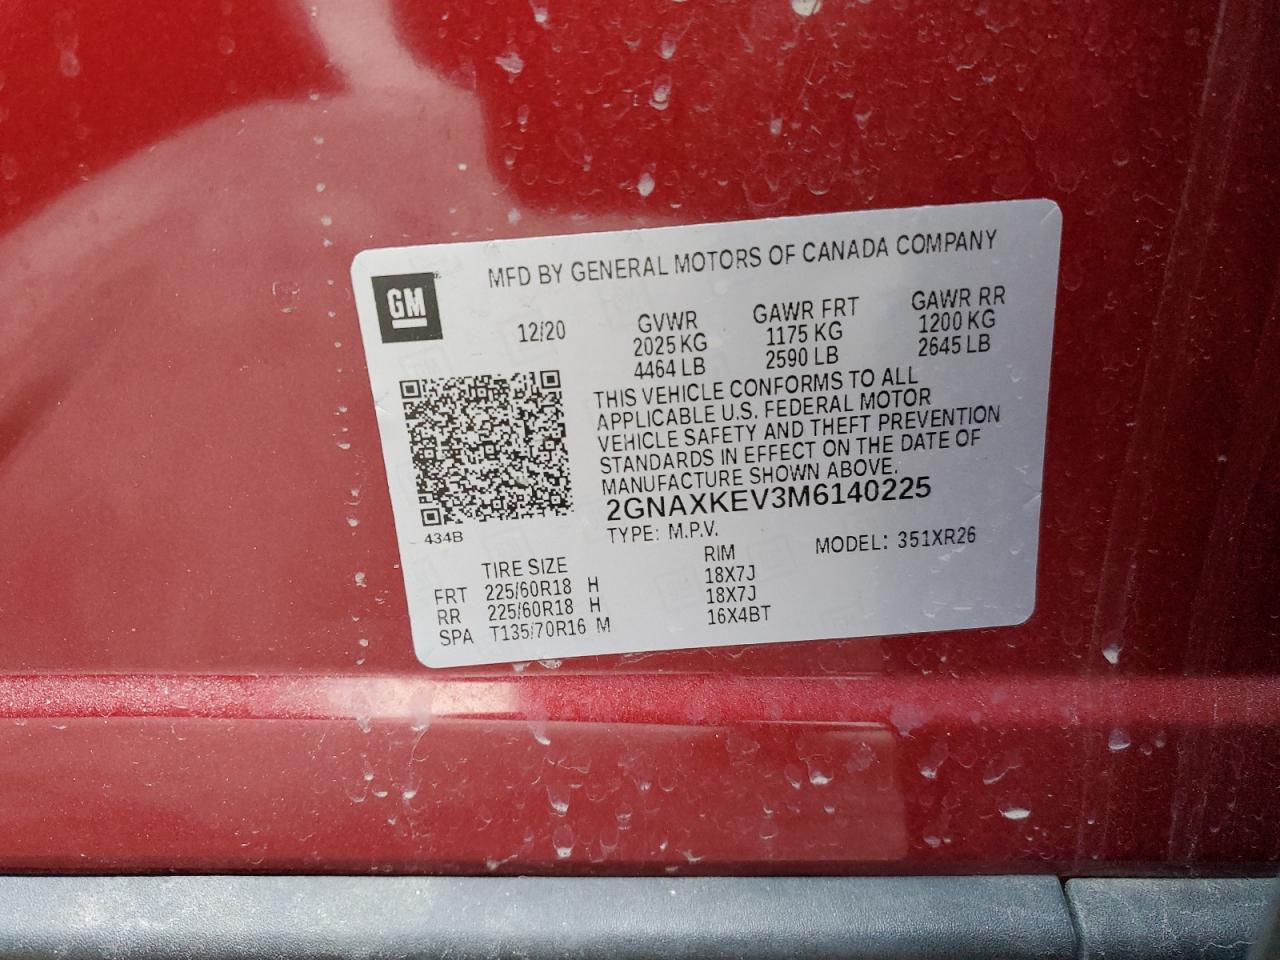 MFD BY GENERAL MOTORS OF CANADA COMPANY
GM
12/20
GVWR
2025 KG
4464 LB
GAWR FRT
1175 KG
2590 LB
GAWR RR
1200 KG
2645 LB
THIS VEHICLE CONFORMS TO ALL
APPLICABLE U.S. FEDERAL MOTOR
VEHICLE SAFETY AND THEFT PREVENTION
STANDARDS IN EFFECT ON THE DATE OF
MANUFACTURE SHOWN ABOVE.
2GNAXKEV3M6140225
TYPE: M.P.V.
MODEL: 351XR26
434B
TIRE SIZE RIM
FRT 225/60R18 H 18X7J
RR 225/60R18 H 18X7J
SPA T135/70R16 M 16X4BT